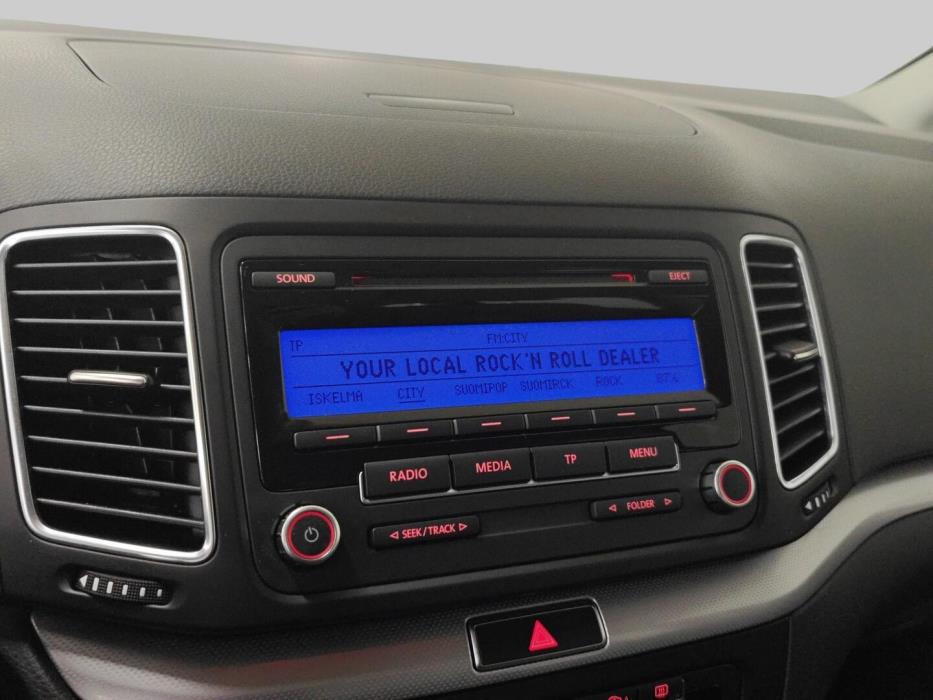 SOUND EJECT
TP FM:CITY
YOUR LOCAL ROCK'N ROLL DEALER
ISKELMÄ CITY SUOMIPOP SUOMIRCK ROCK
RADIO MEDIA TP MENU
SEEK/TRACK FOLDER